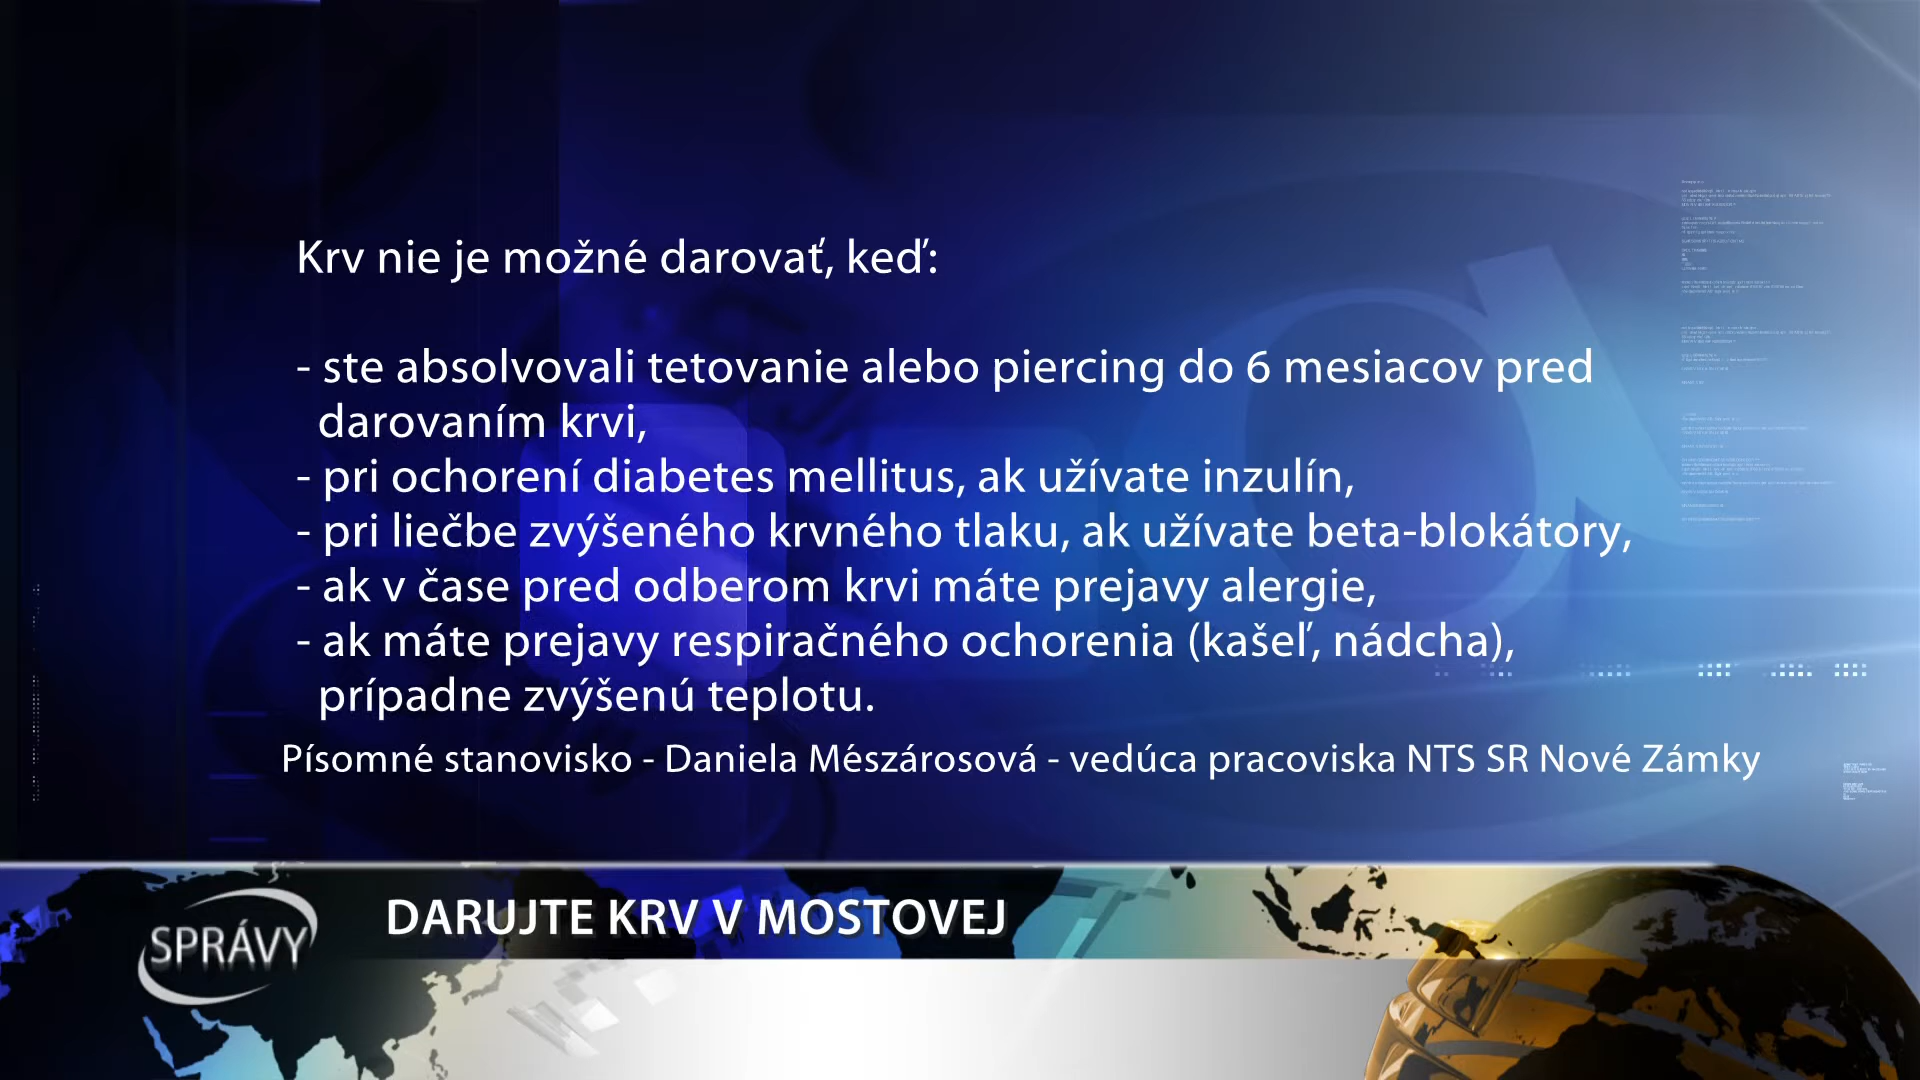 Krv nie je možné darovať, keď:
- ste absolvovali tetovanie alebo piercing do 6 mesiacov pred
darovaním krvi,
- pri ochorení diabetes mellitus, ak užívate inzulín,
- pri liečbe zvýšeného krvného tlaku, ak užívate beta-blokátory,
- ak v čase pred odberom krvi máte prejavy alergie,
- ak máte prejavy respiračného ochorenia (kašeľ, nádcha),
prípadne zvýšenú teplotu.
Písomné stanovisko - Daniela Mészárosová - vedúca pracoviska NTS SR Nové Zámky
DARUJTE KRV V MOSTOVEJ
SPRÁVY